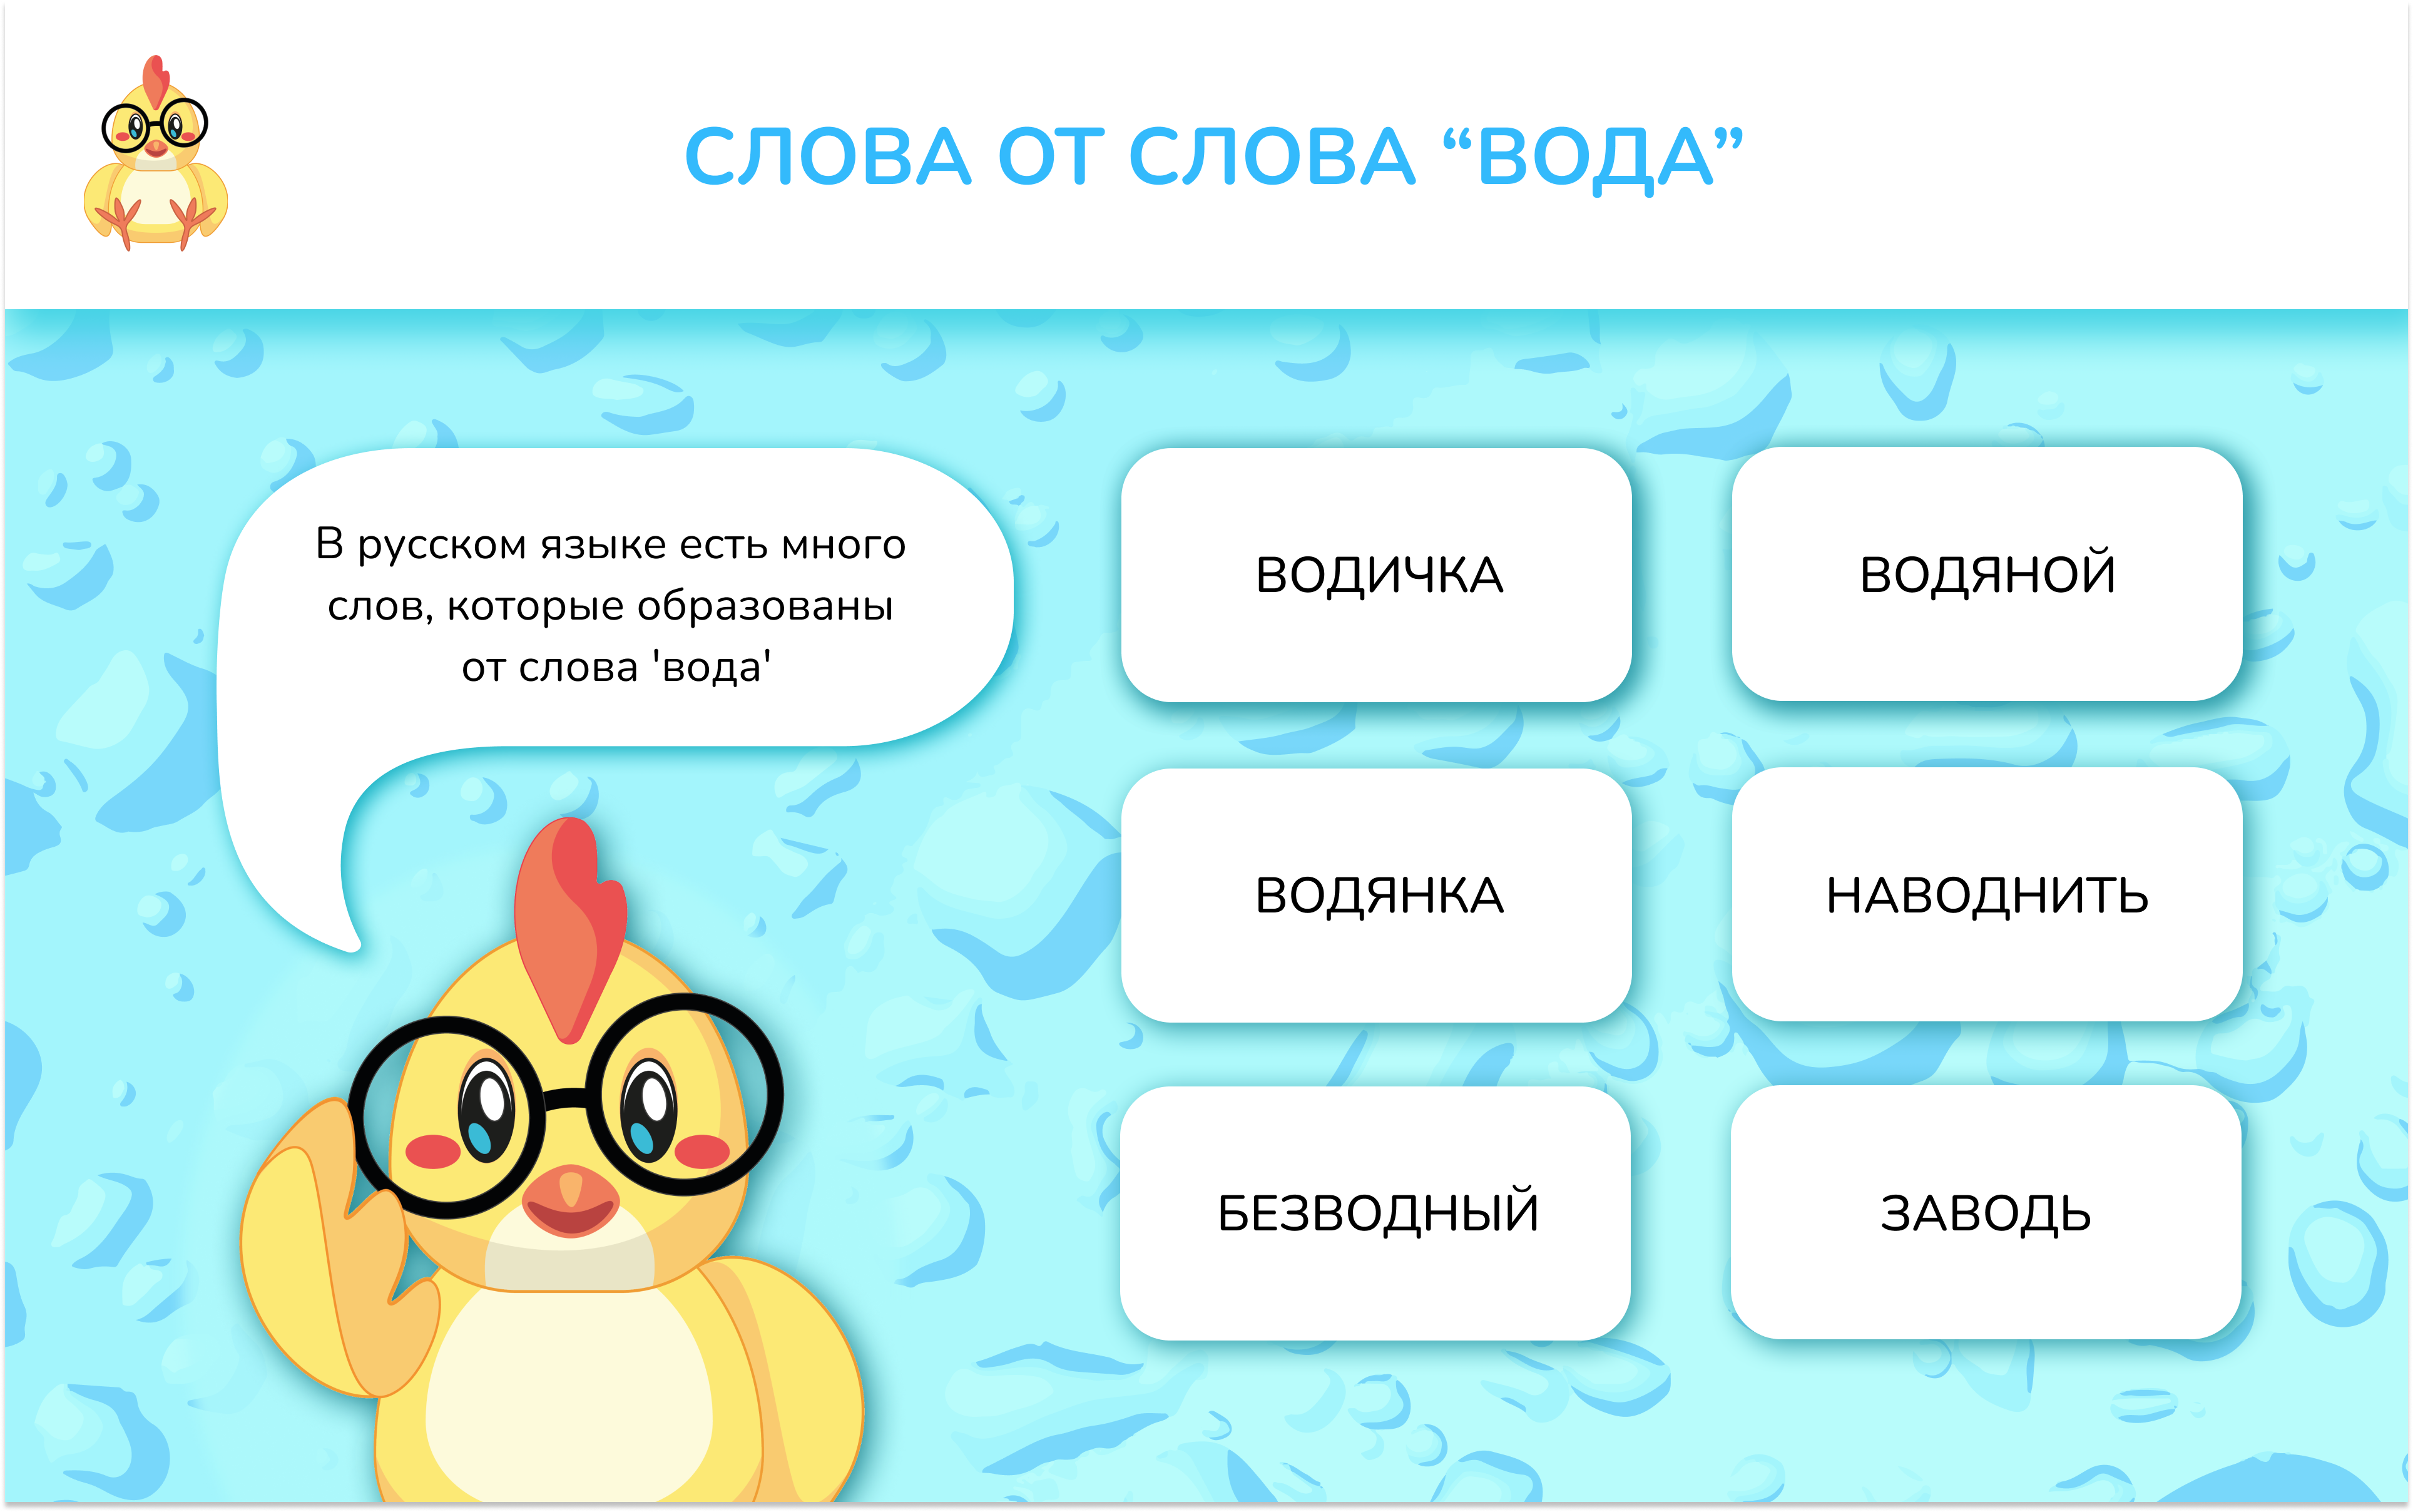 СЛОВА ОТ СЛОВА “ВОДА”
В русском языке есть много
слов, которые образованы
от слова 'вода'
ВОДИЧКА
ВОДЯНОЙ
ВОДЯНКА
НАВОДНИТЬ
БЕЗВОДНЫЙ
ЗАВОДЬ